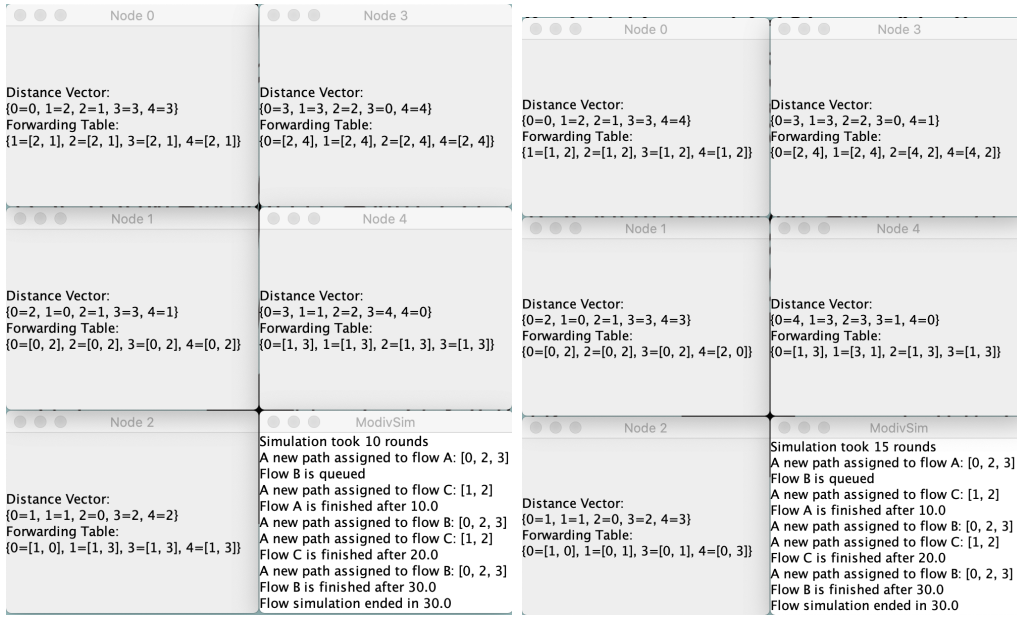 Node 0
Distance Vector:
{0=0, 1=2, 2=1, 3=3, 4=3}
Forwarding Table:
{1=[2, 1], 2=[2, 1], 3=[2, 1], 4=[2, 1]}
Node 3
Distance Vector:
{0=3, 1=3, 2=2, 3=0, 4=4}
Forwarding Table:
{0=[2, 4], 1=[2, 4], 2=[2, 4], 4=[2, 4]}
Node 1
Distance Vector:
{0=2, 1=0, 2=1, 3=3, 4=1}
Forwarding Table:
{0=[0, 2], 2=[0, 2], 3=[0, 2], 4=[0, 2]}
Node 4
Distance Vector:
{0=3, 1=1, 2=2, 3=4, 4=0}
Forwarding Table:
{0=[1, 3], 1=[1, 3], 2=[1, 3], 3=[1, 3]}
Node 2
Distance Vector:
{0=1, 1=1, 2=0, 3=2, 4=2}
Forwarding Table:
{0=[1, 0], 1=[1, 3], 3=[1, 3], 4=[1, 3]}
ModivSim
Simulation took 10 rounds
A new path assigned to flow A: [0, 2, 3]
Flow B is queued
A new path assigned to flow C: [1, 2]
Flow A is finished after 10.0
A new path assigned to flow B: [0, 2, 3]
A new path assigned to flow C: [1, 2]
Flow C is finished after 20.0
A new path assigned to flow B: [0, 2, 3]
Flow B is finished after 30.0
Flow simulation ended in 30.0
Node 0
Distance Vector:
{0=0, 1=2, 2=1, 3=3, 4=4}
Forwarding Table:
{1=[1, 2], 2=[1, 2], 3=[1, 2], 4=[1, 2]}
Node 3
Distance Vector:
{0=3, 1=3, 2=2, 3=0, 4=1}
Forwarding Table:
{0=[2, 4], 1=[2, 4], 2=[4, 2], 4=[4, 2]}
Node 1
Distance Vector:
{0=2, 1=0, 2=1, 3=3, 4=3}
Forwarding Table:
{0=[0, 2], 2=[0, 2], 3=[0, 2], 4=[2, 0]}
Node 4
Distance Vector:
{0=4, 1=3, 2=3, 3=1, 4=0}
Forwarding Table:
{0=[1, 3], 1=[3, 1], 2=[1, 3], 3=[1, 3]}
Node 2
Distance Vector:
{0=1, 1=1, 2=0, 3=2, 4=3}
Forwarding Table:
{0=[1, 0], 1=[0, 1], 3=[0, 1], 4=[0, 3]}
ModivSim
Simulation took 15 rounds
A new path assigned to flow A: [0, 2, 3]
Flow B is queued
A new path assigned to flow C: [1, 2]
Flow A is finished after 10.0
A new path assigned to flow B: [0, 2, 3]
A new path assigned to flow C: [1, 2]
Flow C is finished after 20.0
A new path assigned to flow B: [0, 2, 3]
Flow B is finished after 30.0
Flow simulation ended in 30.0